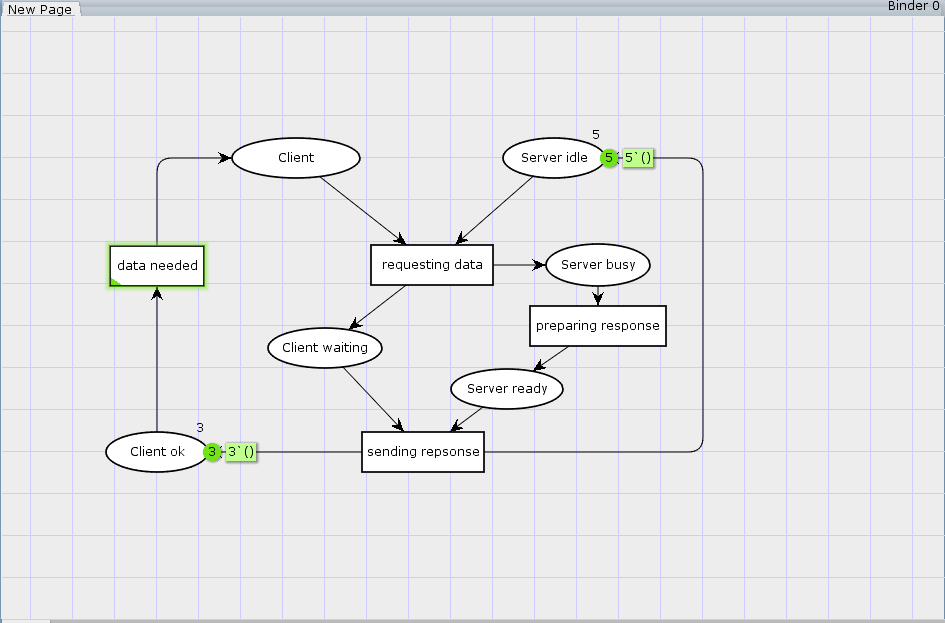 New Page
Binder 0
5
Client
Server idle
5
5`()
data needed
requesting data
Server busy
preparing response
Client waiting
Server ready
3
Client ok
3
3`()
sending repsonse